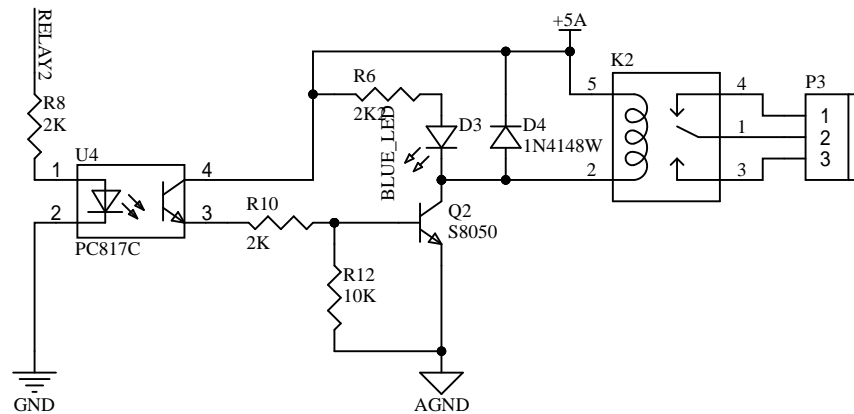 +5A
RELAY2
R8
2K
U4
1
2
4
3
PC817C
GND
R6
2K2
BLUE_LED
D3
D4
1N4148W
R10
2K
R12
10K
Q2
S8050
AGND
K2
5
2
4
1
3
P3
1
2
3